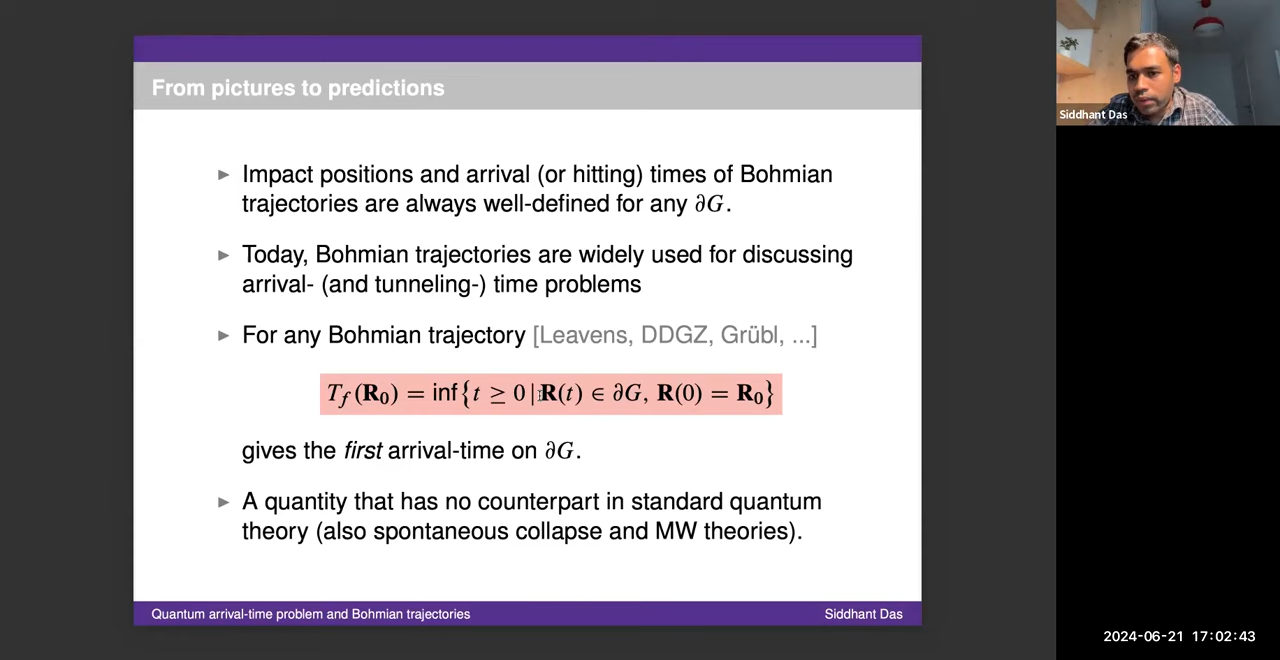 From pictures to predictions
▶ Impact positions and arrival (or hitting) times of Bohmian
trajectories are always well-defined for any ∂G.
▶ Today, Bohmian trajectories are widely used for discussing
arrival- (and tunneling-) time problems
▶ For any Bohmian trajectory [Leavens, DDGZ, Grübl, ...]
T_f(R₀) = inf{t ≥ 0 | R(t) ∈ ∂G, R(0) = R₀}
gives the first arrival-time on ∂G.
▶ A quantity that has no counterpart in standard quantum
theory (also spontaneous collapse and MW theories).
Quantum arrival-time problem and Bohmian trajectories
Siddhant Das
Siddhant Das
2024-06-21 17:02:43